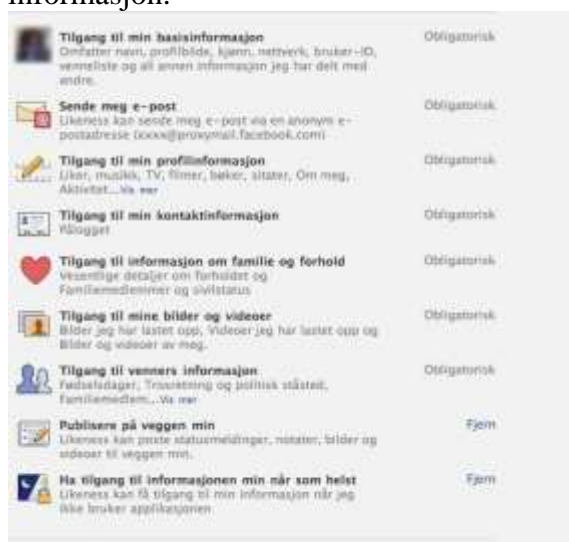 informasjon.
Tilgang til min basisinformasjon Obligatorisk
Omfatter navn, profilbilde, kjønn, nettverk, bruker-ID,
venneliste og all annen informasjon jeg har delt med
andre.
Sende meg e-post Obligatorisk
Likeness kan sende meg e-post via en anonym e-
postadresse (xxxx@proxymail.facebook.com)
Tilgang til min profilinformasjon Obligatorisk
Liker, musikk, TV, filmer, bøker, sitater, Om meg,
Aktivitet...Vis mer
Tilgang til min kontaktinformasjon Obligatorisk
Pålogget
Tilgang til informasjon om familie og forhold Obligatorisk
Vesentlige detaljer om forholdet og
Familiemedlemmer og sivilstatus
Tilgang til mine bilder og videoer Obligatorisk
Bilder jeg har lastet opp, Videoer jeg har lastet opp og
Bilder og videoer av meg.
Tilgang til venners informasjon Obligatorisk
Fødselsdager, Trosretning og politisk ståsted,
Familiemedlem...Vis mer
Publisere på veggen min Fjern
Likeness kan poste statusmeldinger, notater, bilder og
videoer til veggen min.
Ha tilgang til informasjonen min når som helst Fjern
Likeness kan få tilgang til min informasjon når jeg
ikke bruker applikasjonen